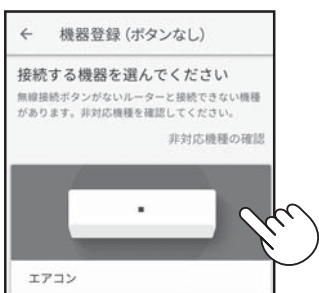 ← 機器登録（ボタンなし）
接続する機器を選んでください
無線接続ボタンがないルーターと接続できない機種
があります。非対応機種を確認してください。
非対応機種の確認
エアコン